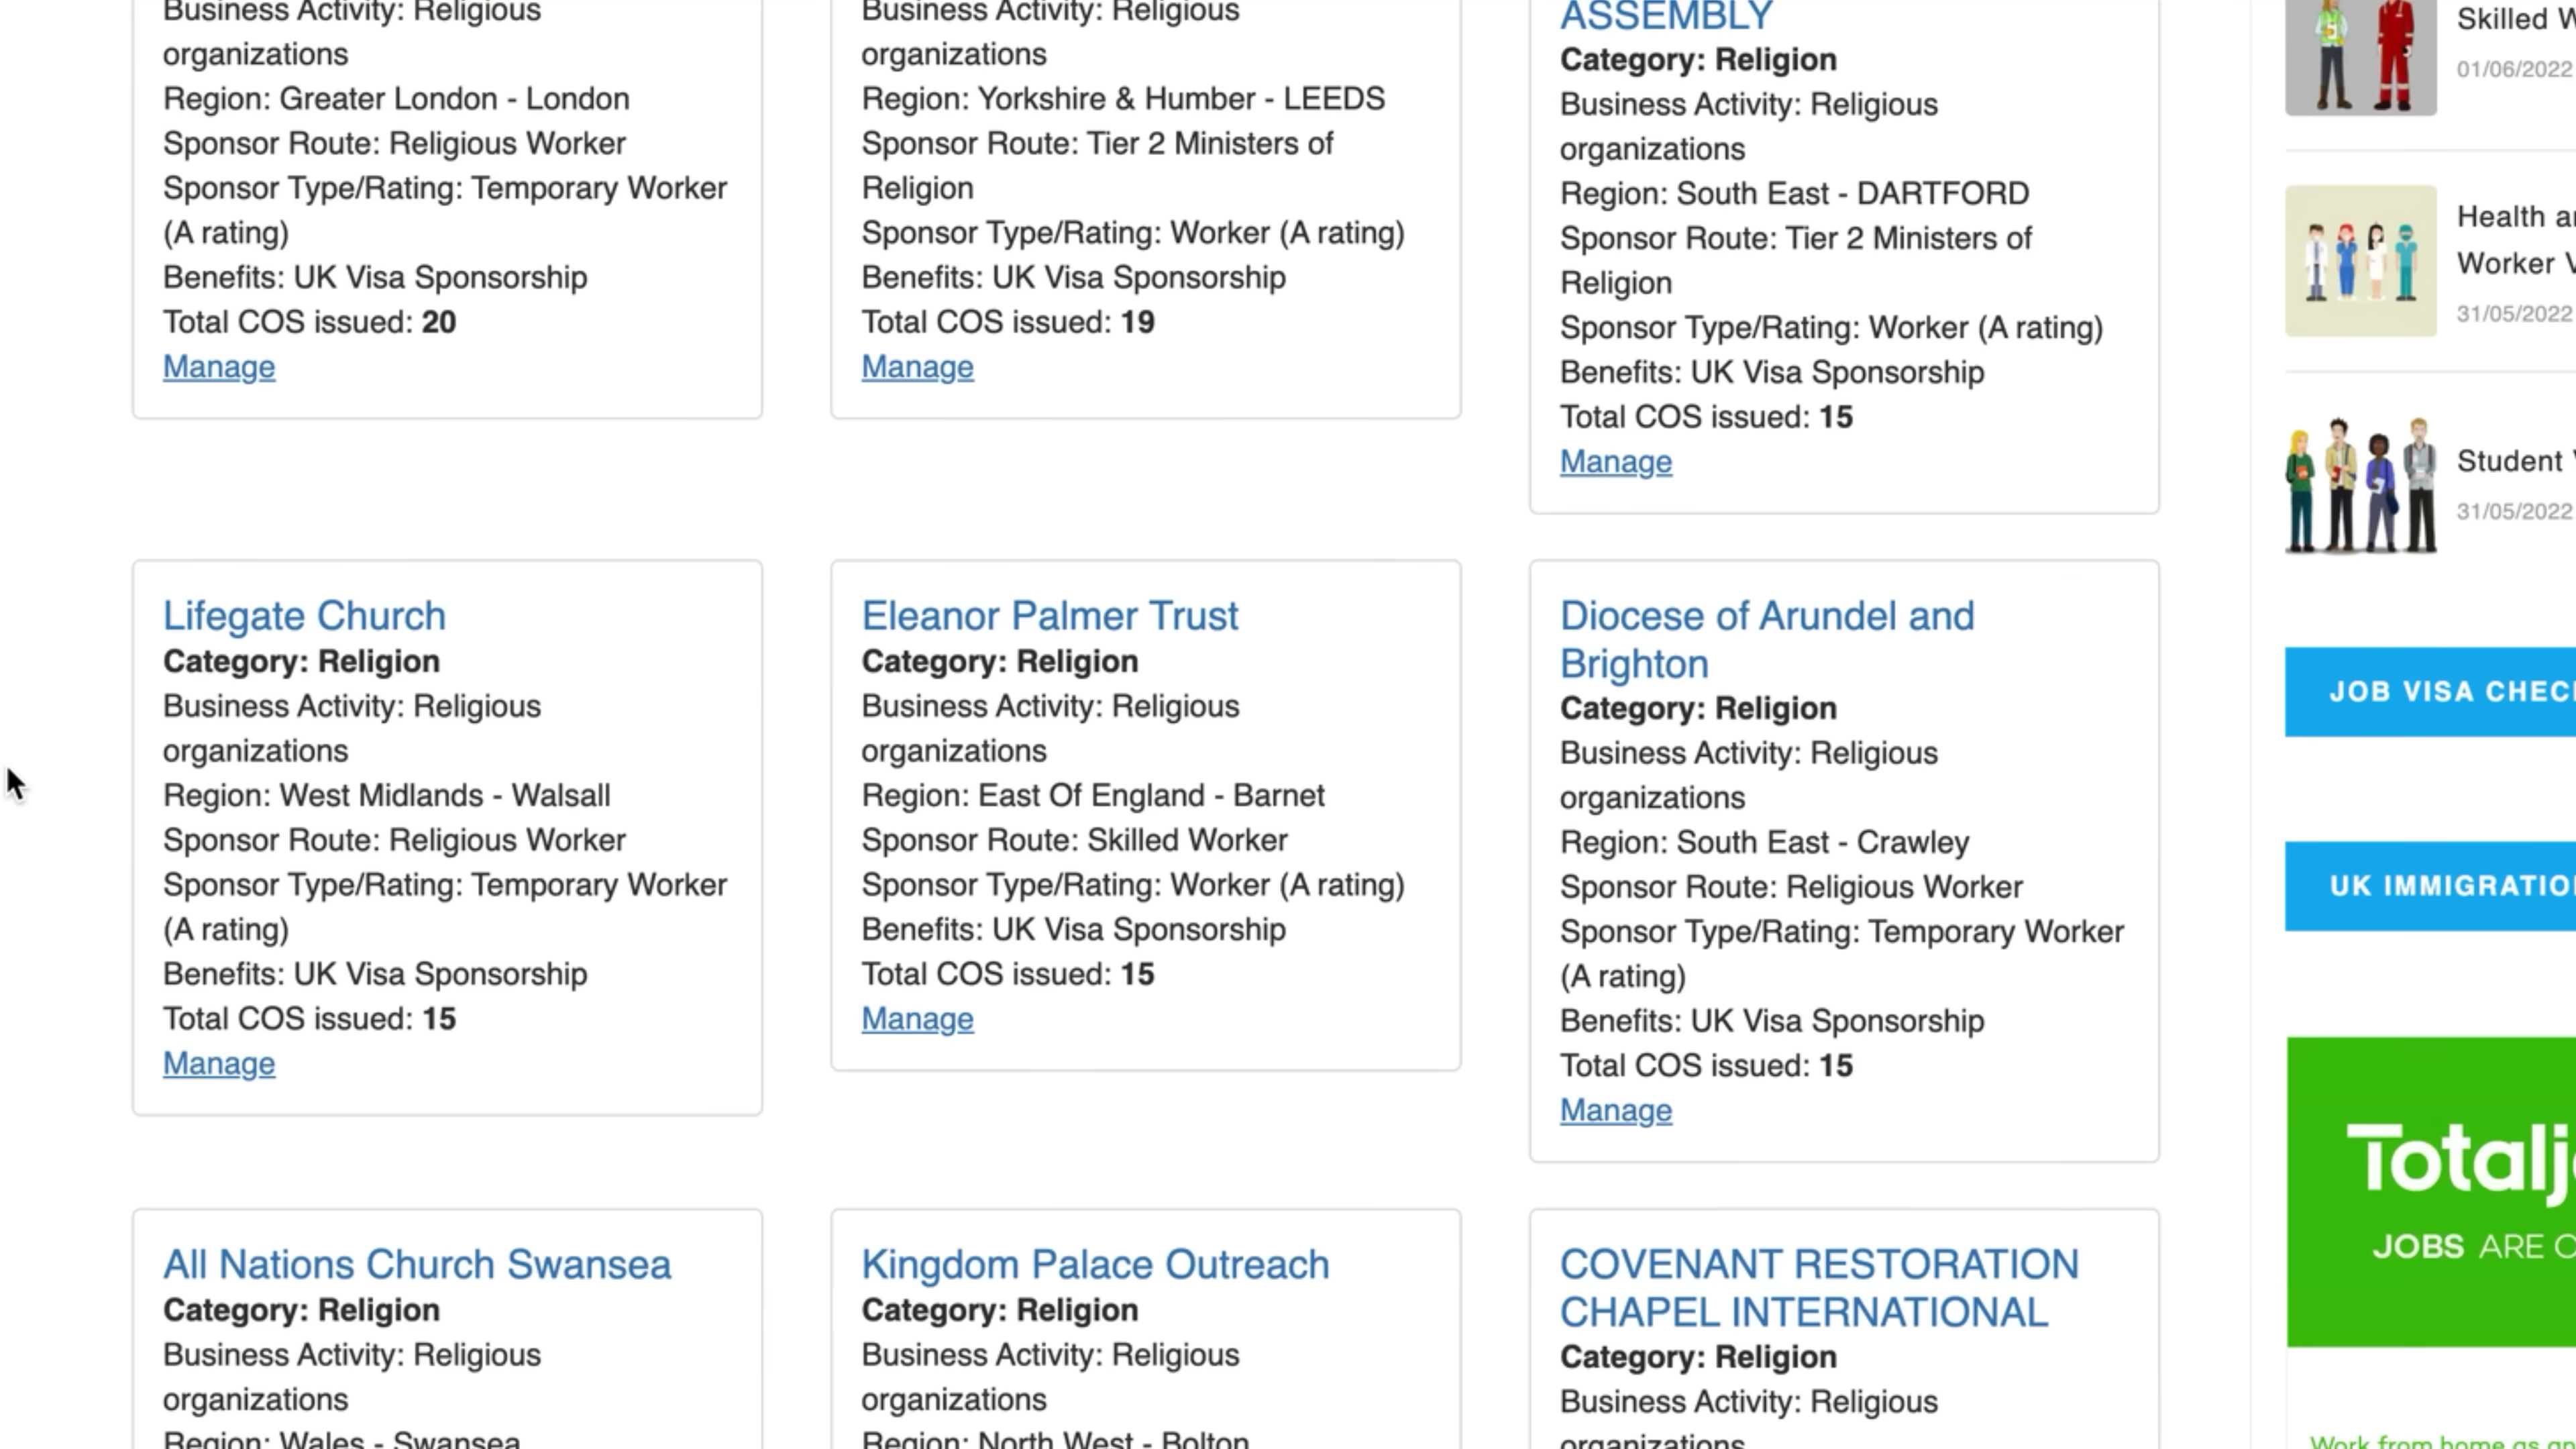 Business Activity: Religious
organizations
Region: Greater London - London
Sponsor Route: Religious Worker
Sponsor Type/Rating: Temporary Worker
(A rating)
Benefits: UK Visa Sponsorship
Total COS issued: 20
Manage
Business Activity: Religious
organizations
Region: Yorkshire & Humber - LEEDS
Sponsor Route: Tier 2 Ministers of
Religion
Sponsor Type/Rating: Worker (A rating)
Benefits: UK Visa Sponsorship
Total COS issued: 19
Manage
ASSEMBLY
Category: Religion
Business Activity: Religious
organizations
Region: South East - DARTFORD
Sponsor Route: Tier 2 Ministers of
Religion
Sponsor Type/Rating: Worker (A rating)
Benefits: UK Visa Sponsorship
Total COS issued: 15
Manage
Lifegate Church
Category: Religion
Business Activity: Religious
organizations
Region: West Midlands - Walsall
Sponsor Route: Religious Worker
Sponsor Type/Rating: Temporary Worker
(A rating)
Benefits: UK Visa Sponsorship
Total COS issued: 15
Manage
Eleanor Palmer Trust
Category: Religion
Business Activity: Religious
organizations
Region: East Of England - Barnet
Sponsor Route: Skilled Worker
Sponsor Type/Rating: Worker (A rating)
Benefits: UK Visa Sponsorship
Total COS issued: 15
Manage
Diocese of Arundel and
Brighton
Category: Religion
Business Activity: Religious
organizations
Region: South East - Crawley
Sponsor Route: Religious Worker
Sponsor Type/Rating: Temporary Worker
(A rating)
Benefits: UK Visa Sponsorship
Total COS issued: 15
Manage
All Nations Church Swansea
Category: Religion
Business Activity: Religious
organizations
Region: Wales - Swansea
Kingdom Palace Outreach
Category: Religion
Business Activity: Religious
organizations
Region: North West - Bolton
COVENANT RESTORATION
CHAPEL INTERNATIONAL
Category: Religion
Business Activity: Religious
organizations
Skilled W
01/06/2022
Health a
Worker V
31/05/2022
Student
31/05/2022
JOB VISA CHEC
UK IMMIGRATIO
Totalj
JOBS ARE O
Work from home as an